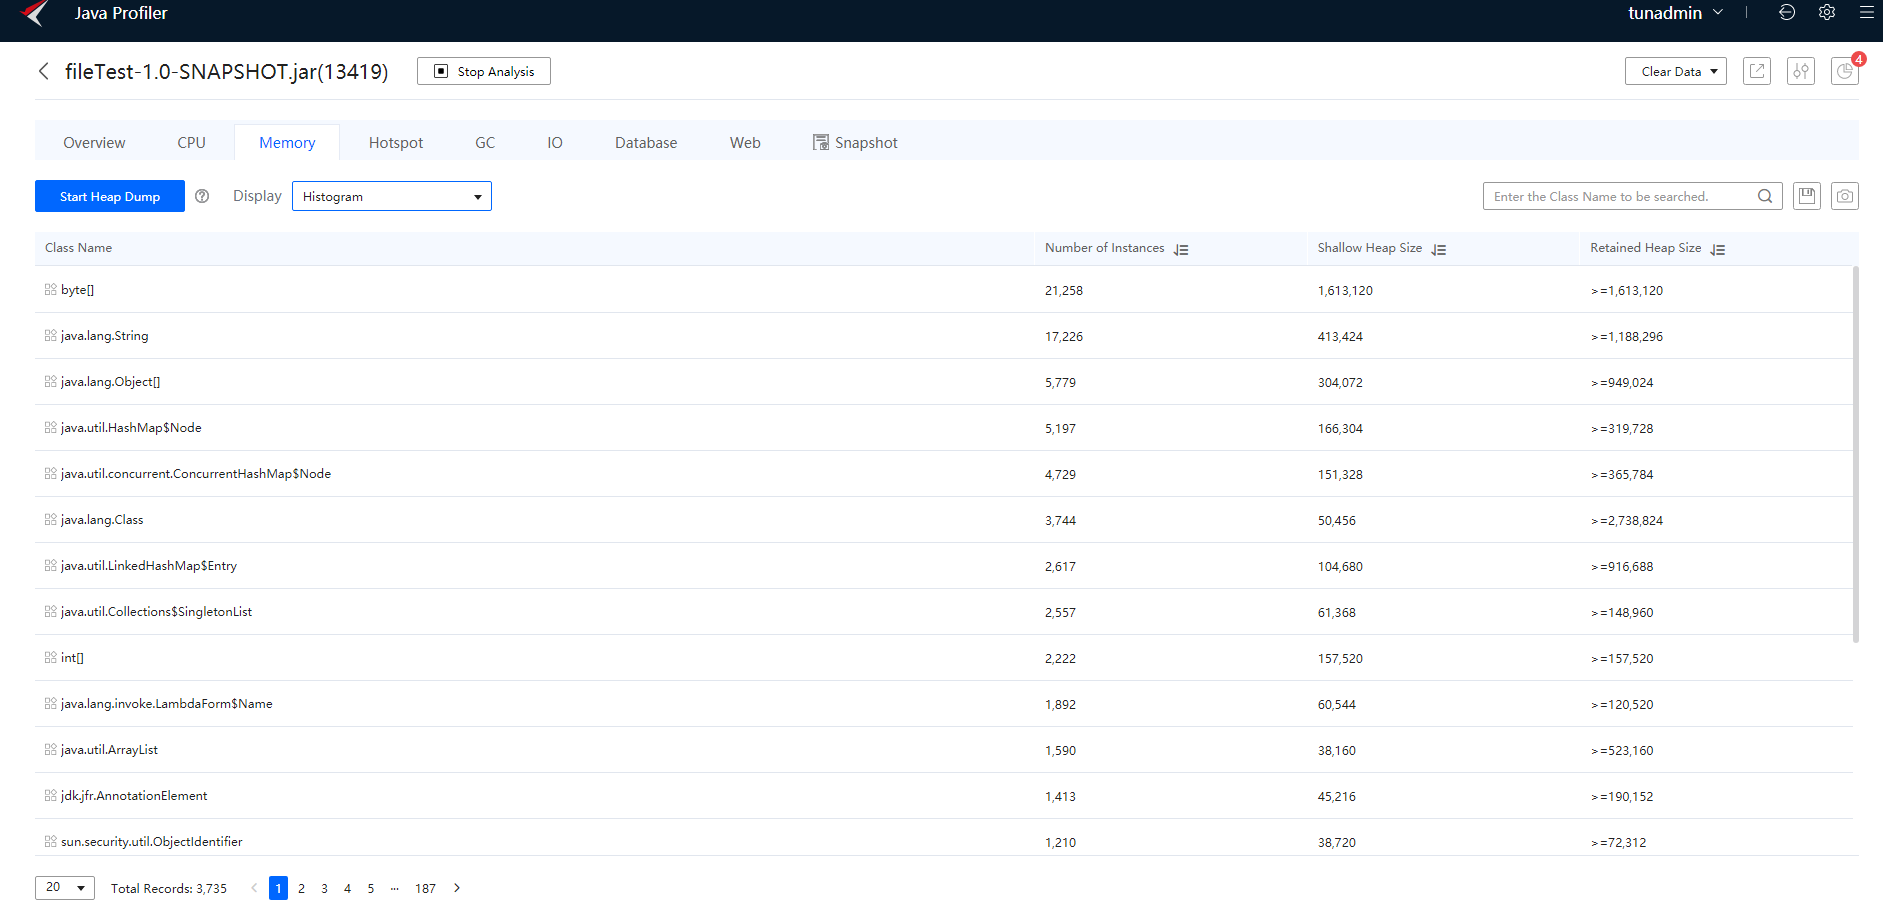 Java Profiler
tunadmin
fileTest-1.0-SNAPSHOT.jar(13419)
Stop Analysis
Clear Data
4
Overview
CPU
Memory
Hotspot
GC
IO
Database
Web
Snapshot
Start Heap Dump
Display
Histogram
Enter the Class Name to be searched.
Class Name Number of Instances Shallow Heap Size Retained Heap Size
byte[] 21,258 1,613,120 >=1,613,120
java.lang.String 17,226 413,424 >=1,188,296
java.lang.Object[] 5,779 304,072 >=949,024
java.util.HashMap$Node 5,197 166,304 >=319,728
java.util.concurrent.ConcurrentHashMap$Node 4,729 151,328 >=365,784
java.lang.Class 3,744 50,456 >=2,738,824
java.util.LinkedHashMap$Entry 2,617 104,680 >=916,688
java.util.Collections$SingletonList 2,557 61,368 >=148,960
int[] 2,222 157,520 >=157,520
java.lang.invoke.LambdaForm$Name 1,892 60,544 >=120,520
java.util.ArrayList 1,590 38,160 >=523,160
jdk.jfr.AnnotationElement 1,413 45,216 >=190,152
sun.security.util.ObjectIdentifier 1,210 38,720 >=72,312
20 Total Records: 3,735 < 1 2 3 4 5 ... 187 >